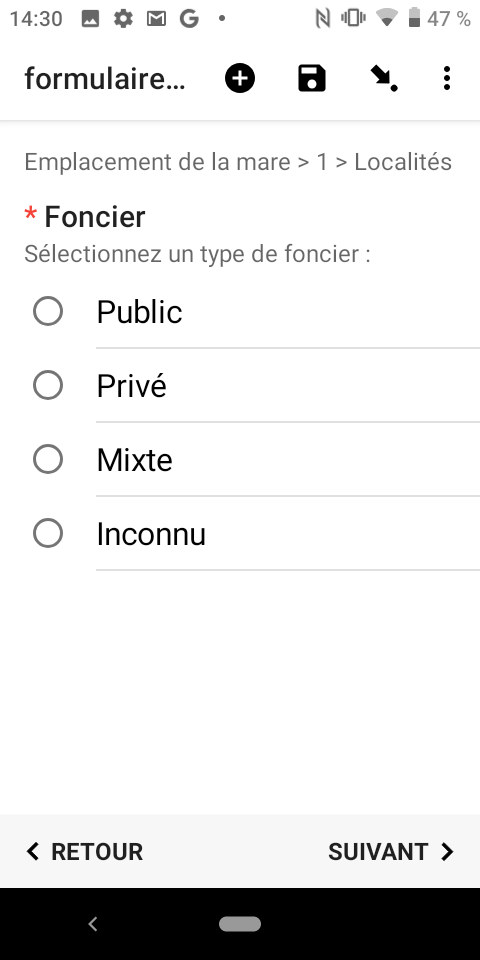 14:30
47 %
formulaire...
Emplacement de la mare > 1 > Localités
* Foncier
Sélectionnez un type de foncier :
Public
Privé
Mixte
Inconnu
RETOUR
SUIVANT